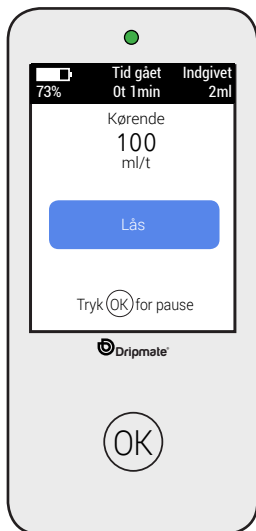 Tid gået Indgivet
73% 0t 1min 2ml
Kørende
100
ml/t
Lås
Tryk OK for pause
Dripmate®
OK